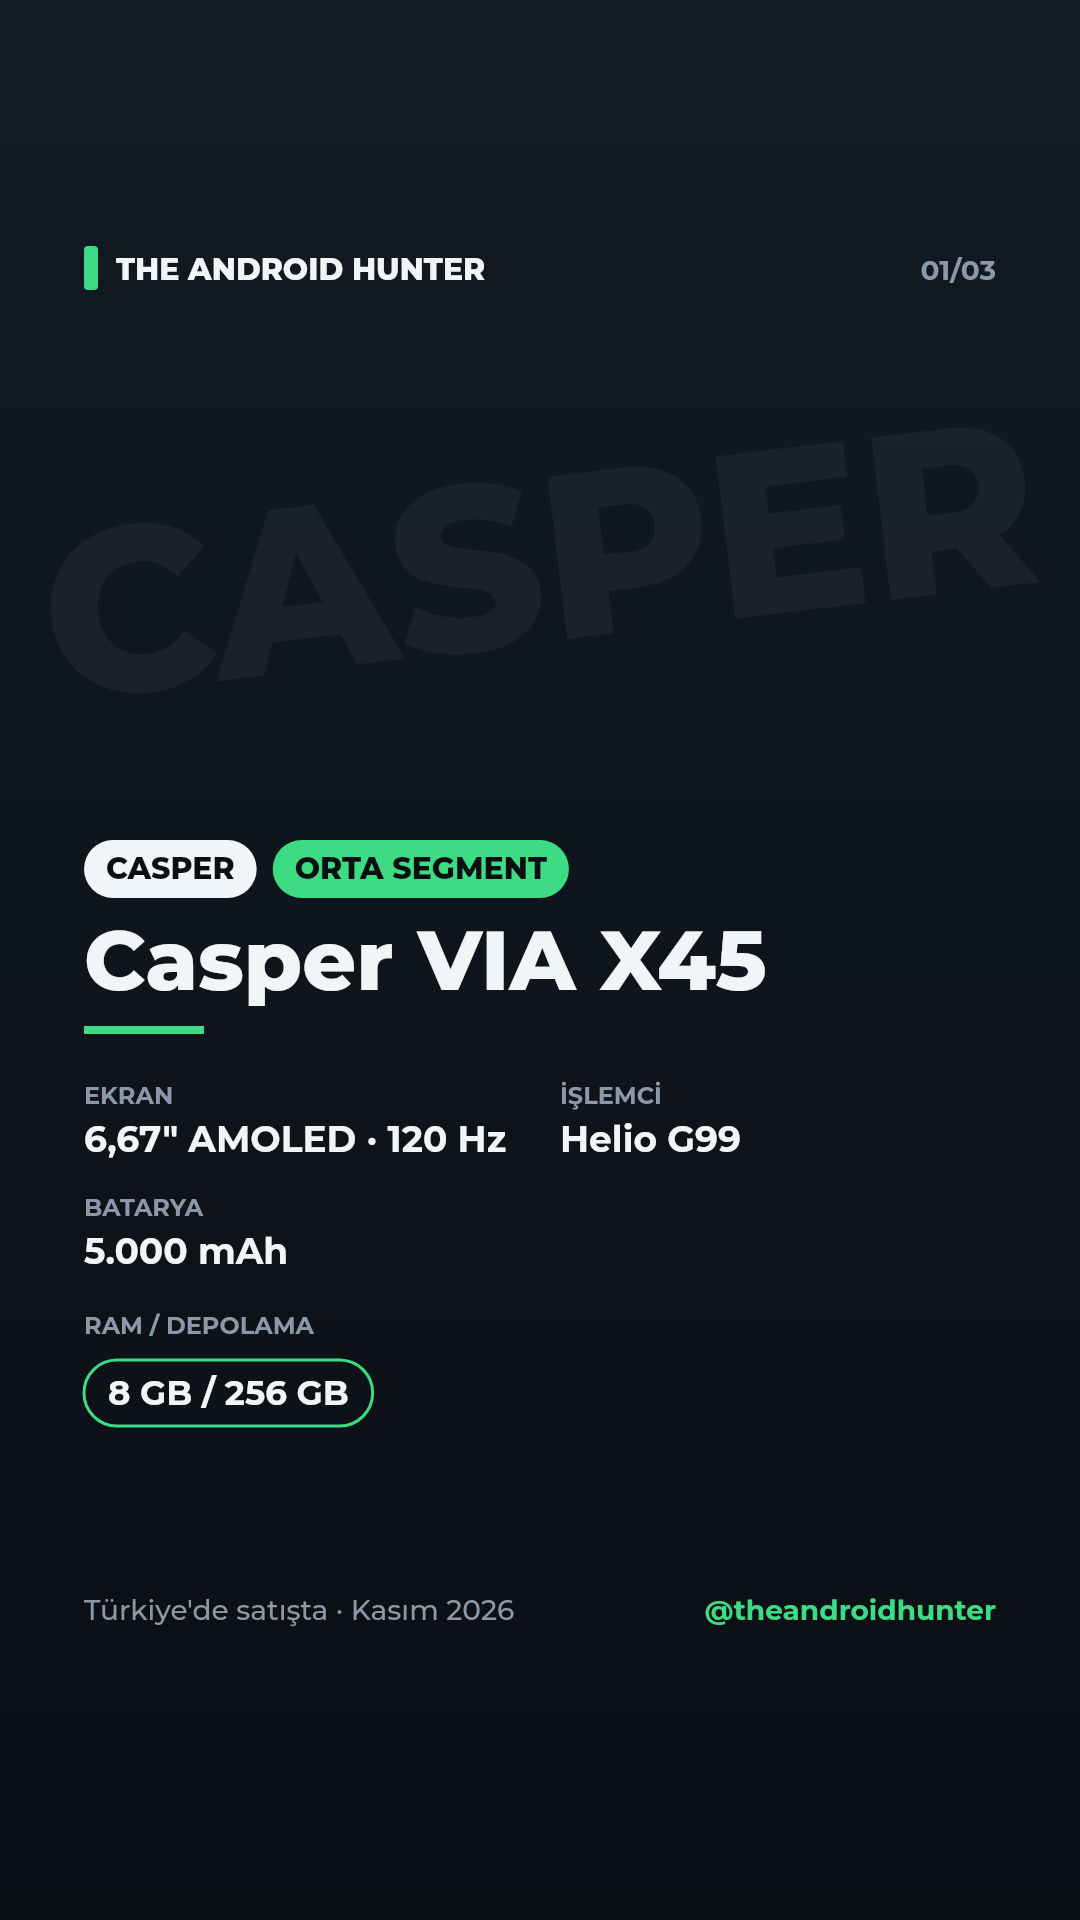 THE ANDROID HUNTER
01/03
CASPER
CASPER
ORTA SEGMENT
Casper VIA X45
EKRAN
6,67" AMOLED · 120 Hz
İŞLEMCİ
Helio G99
BATARYA
5.000 mAh
RAM / DEPOLAMA
8 GB / 256 GB
Türkiye'de satışta · Kasım 2026
@theandroidhunter